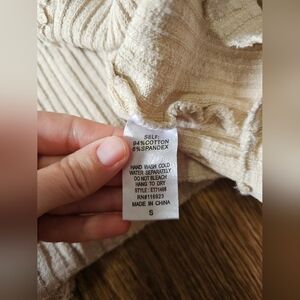 SELF:
94%COTTON
6%SPANDEX
HAND WASH COLD
WATER SEPARATELY
DO NOT BLEACH
HANG TO DRY
STYLE: ET71468
RN#116923
MADE IN CHINA
S